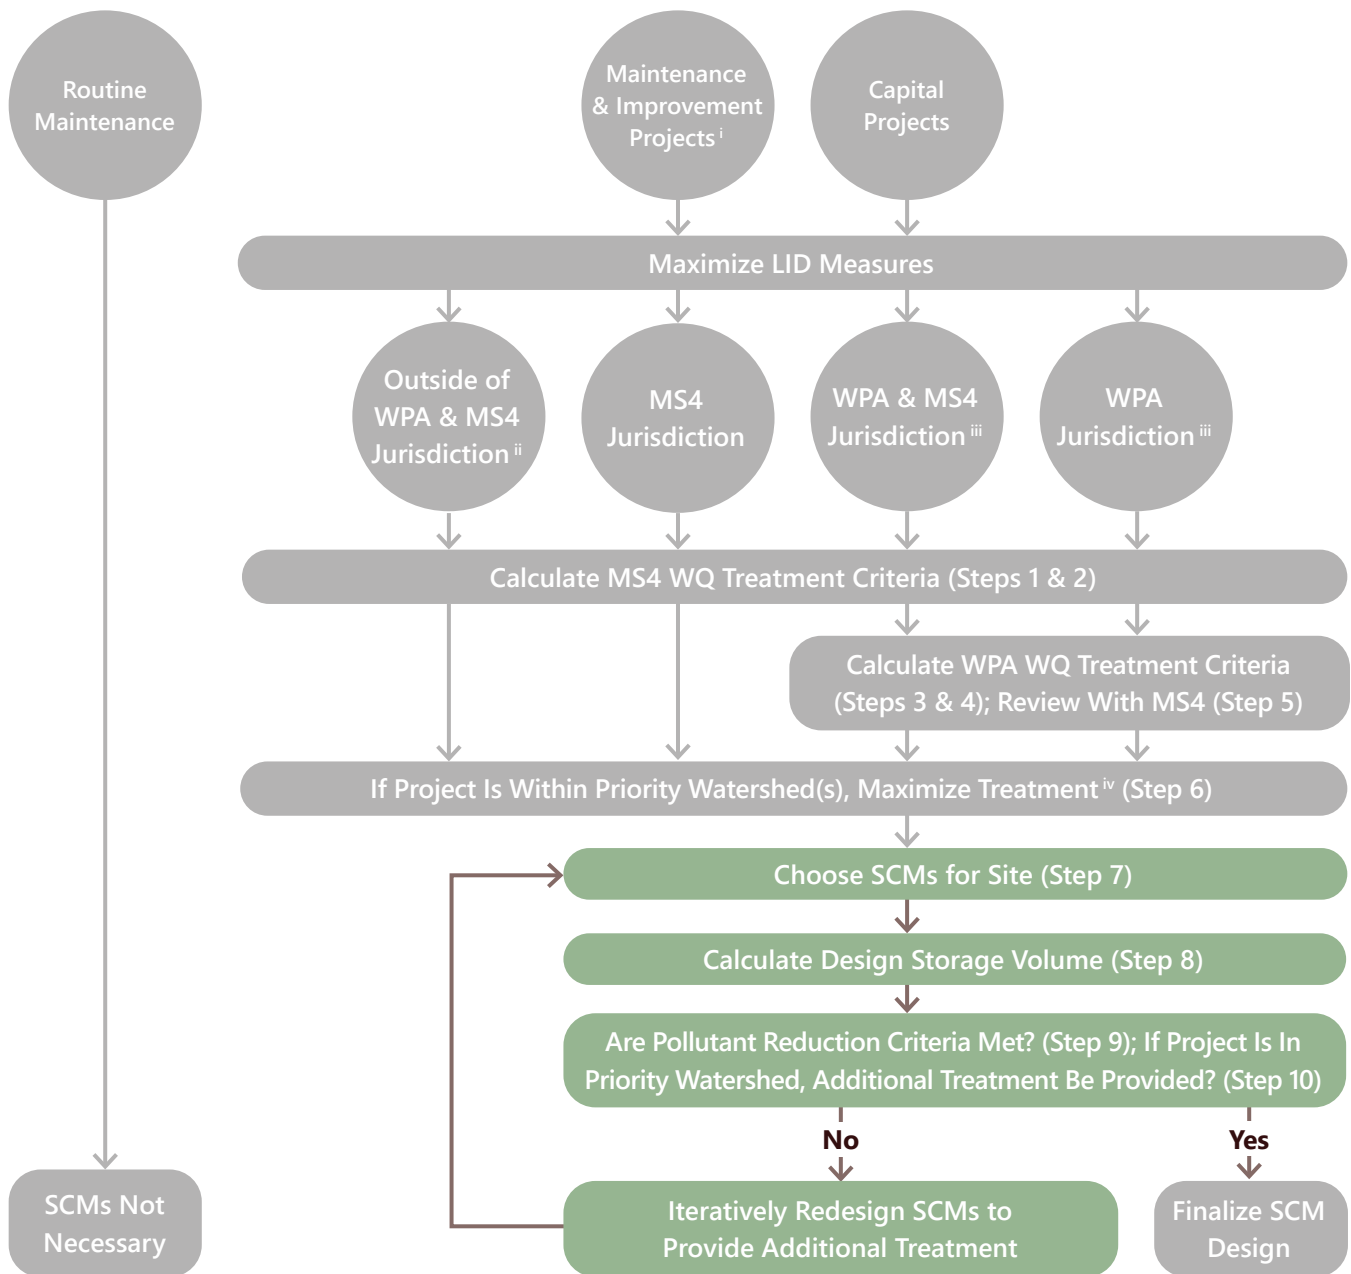 Routine
Maintenance
Maintenance
& Improvement
Projects i
Capital
Projects
Maximize LID Measures
Outside of
WPA & MS4
Jurisdiction ii
MS4
Jurisdiction
WPA & MS4
Jurisdiction iii
WPA
Jurisdiction iii
Calculate MS4 WQ Treatment Criteria (Steps 1 & 2)
Calculate WPA WQ Treatment Criteria
(Steps 3 & 4); Review With MS4 (Step 5)
If Project Is Within Priority Watershed(s), Maximize Treatment iv (Step 6)
Choose SCMs for Site (Step 7)
Calculate Design Storage Volume (Step 8)
Are Pollutant Reduction Criteria Met? (Step 9); If Project Is In
Priority Watershed, Additional Treatment Be Provided? (Step 10)
No
Yes
SCMs Not
Necessary
Iteratively Redesign SCMs to
Provide Additional Treatment
Finalize SCM
Design